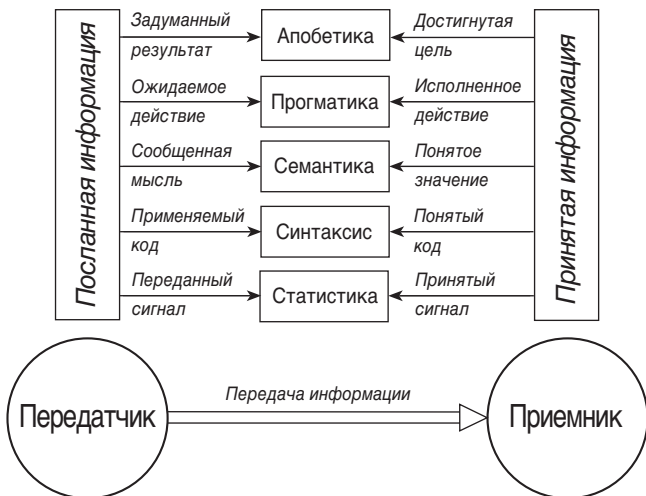 Посланная информация
Задуманный
результат
Апобетика
Достигнутая
цель
Ожидаемое
действие
Прогматика
Исполненное
действие
Сообщенная
мысль
Семантика
Понятое
значение
Применяемый
код
Синтаксис
Понятый
код
Переданный
сигнал
Статистика
Принятый
сигнал
Принятая информация
Передатчик
Передача информации
Приемник